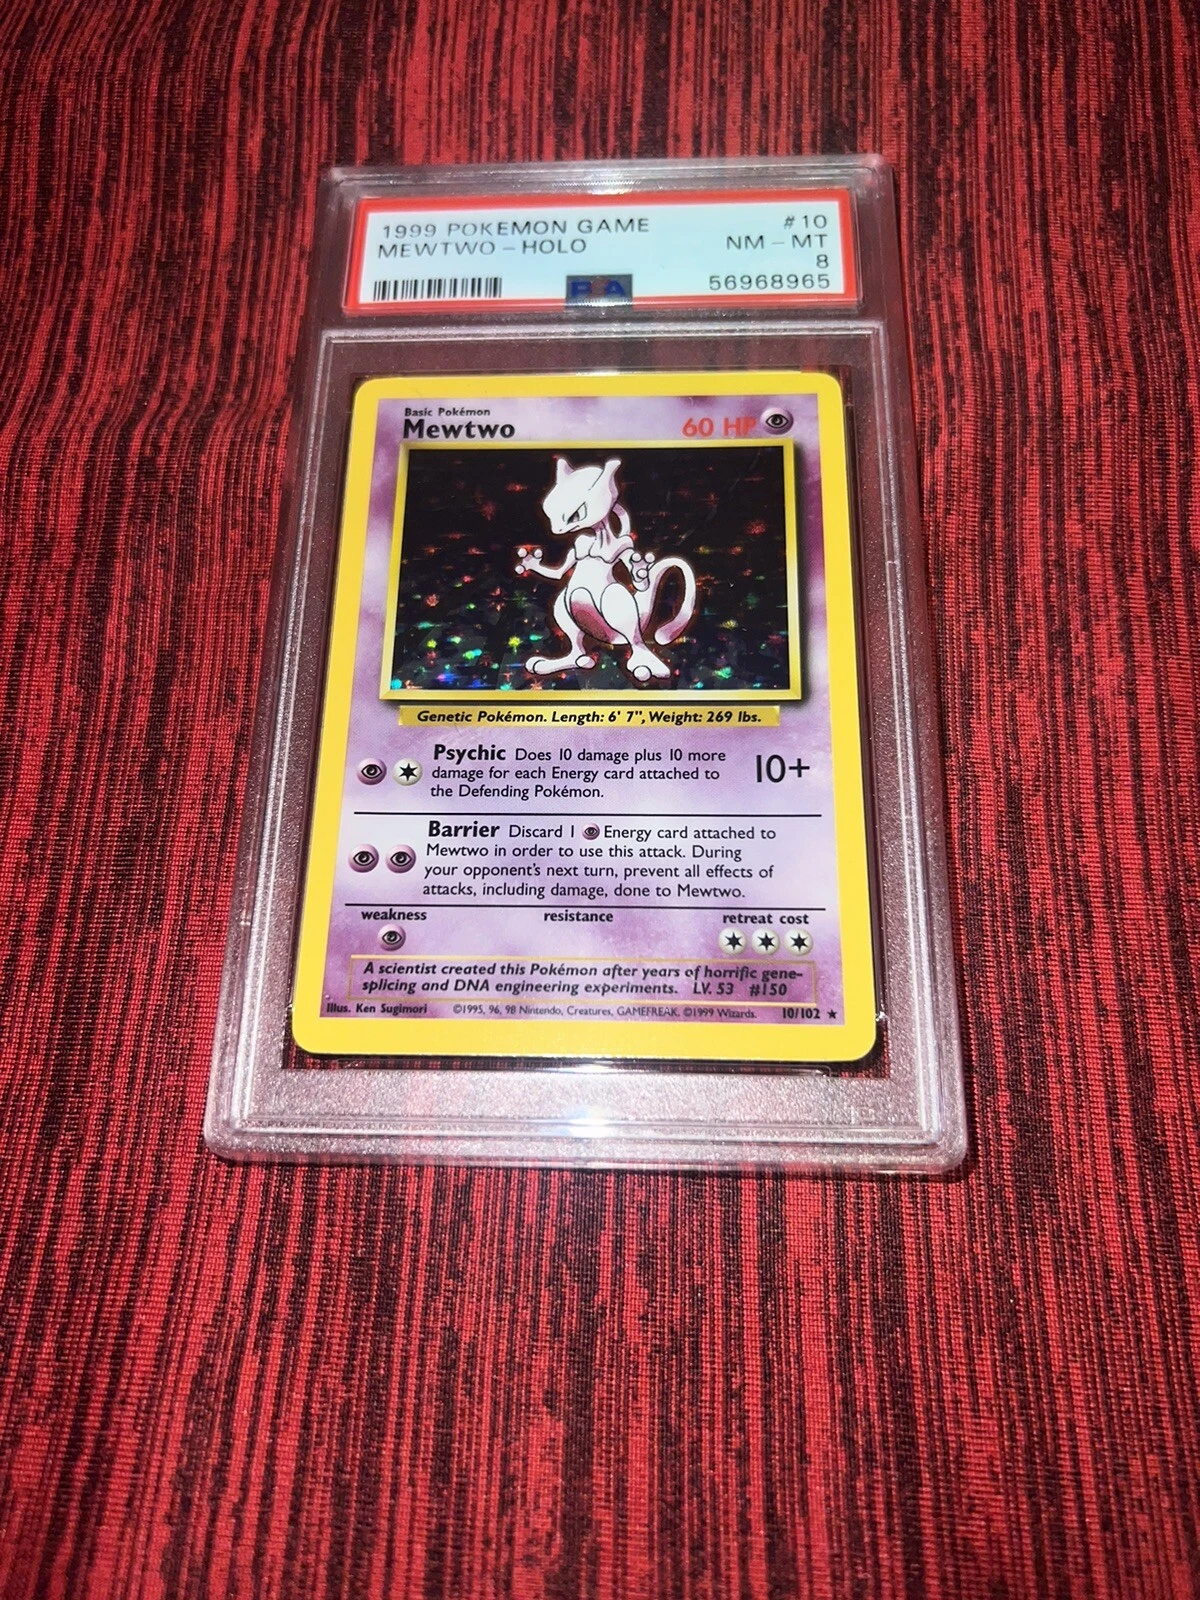 1999 POKEMON GAME #10
MEWTWO - HOLO NM - MT
8
PSA 56968965
Basic Pokémon
Mewtwo 60 HP
Genetic Pokémon. Length: 6' 7", Weight: 269 lbs.
Psychic Does 10 damage plus 10 more
damage for each Energy card attached to
the Defending Pokémon.
10+
Barrier Discard 1 Energy card attached to
Mewtwo in order to use this attack. During
your opponent's next turn, prevent all effects of
attacks, including damage, done to Mewtwo.
weakness resistance retreat cost
A scientist created this Pokémon after years of horrific gene-
splicing and DNA engineering experiments. LV. 53 #150
Illus. Ken Sugimori ©1995, 96, 98 Nintendo, Creatures, GAMEFREAK. ©1999 Wizards. 10/102 ★